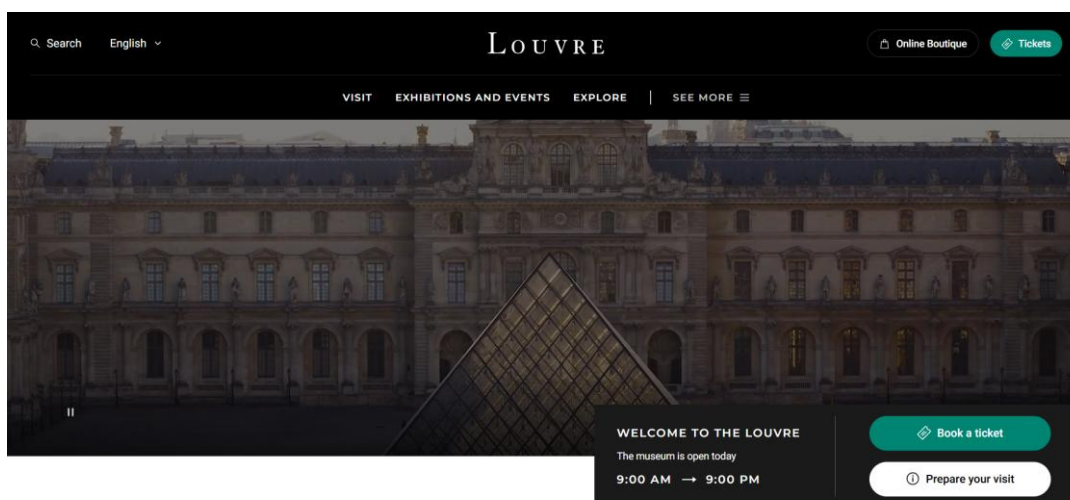 Search English LOUVRE Online Boutique Tickets
VISIT EXHIBITIONS AND EVENTS EXPLORE SEE MORE
WELCOME TO THE LOUVRE
The museum is open today
9:00 AM → 9:00 PM
Book a ticket
Prepare your visit